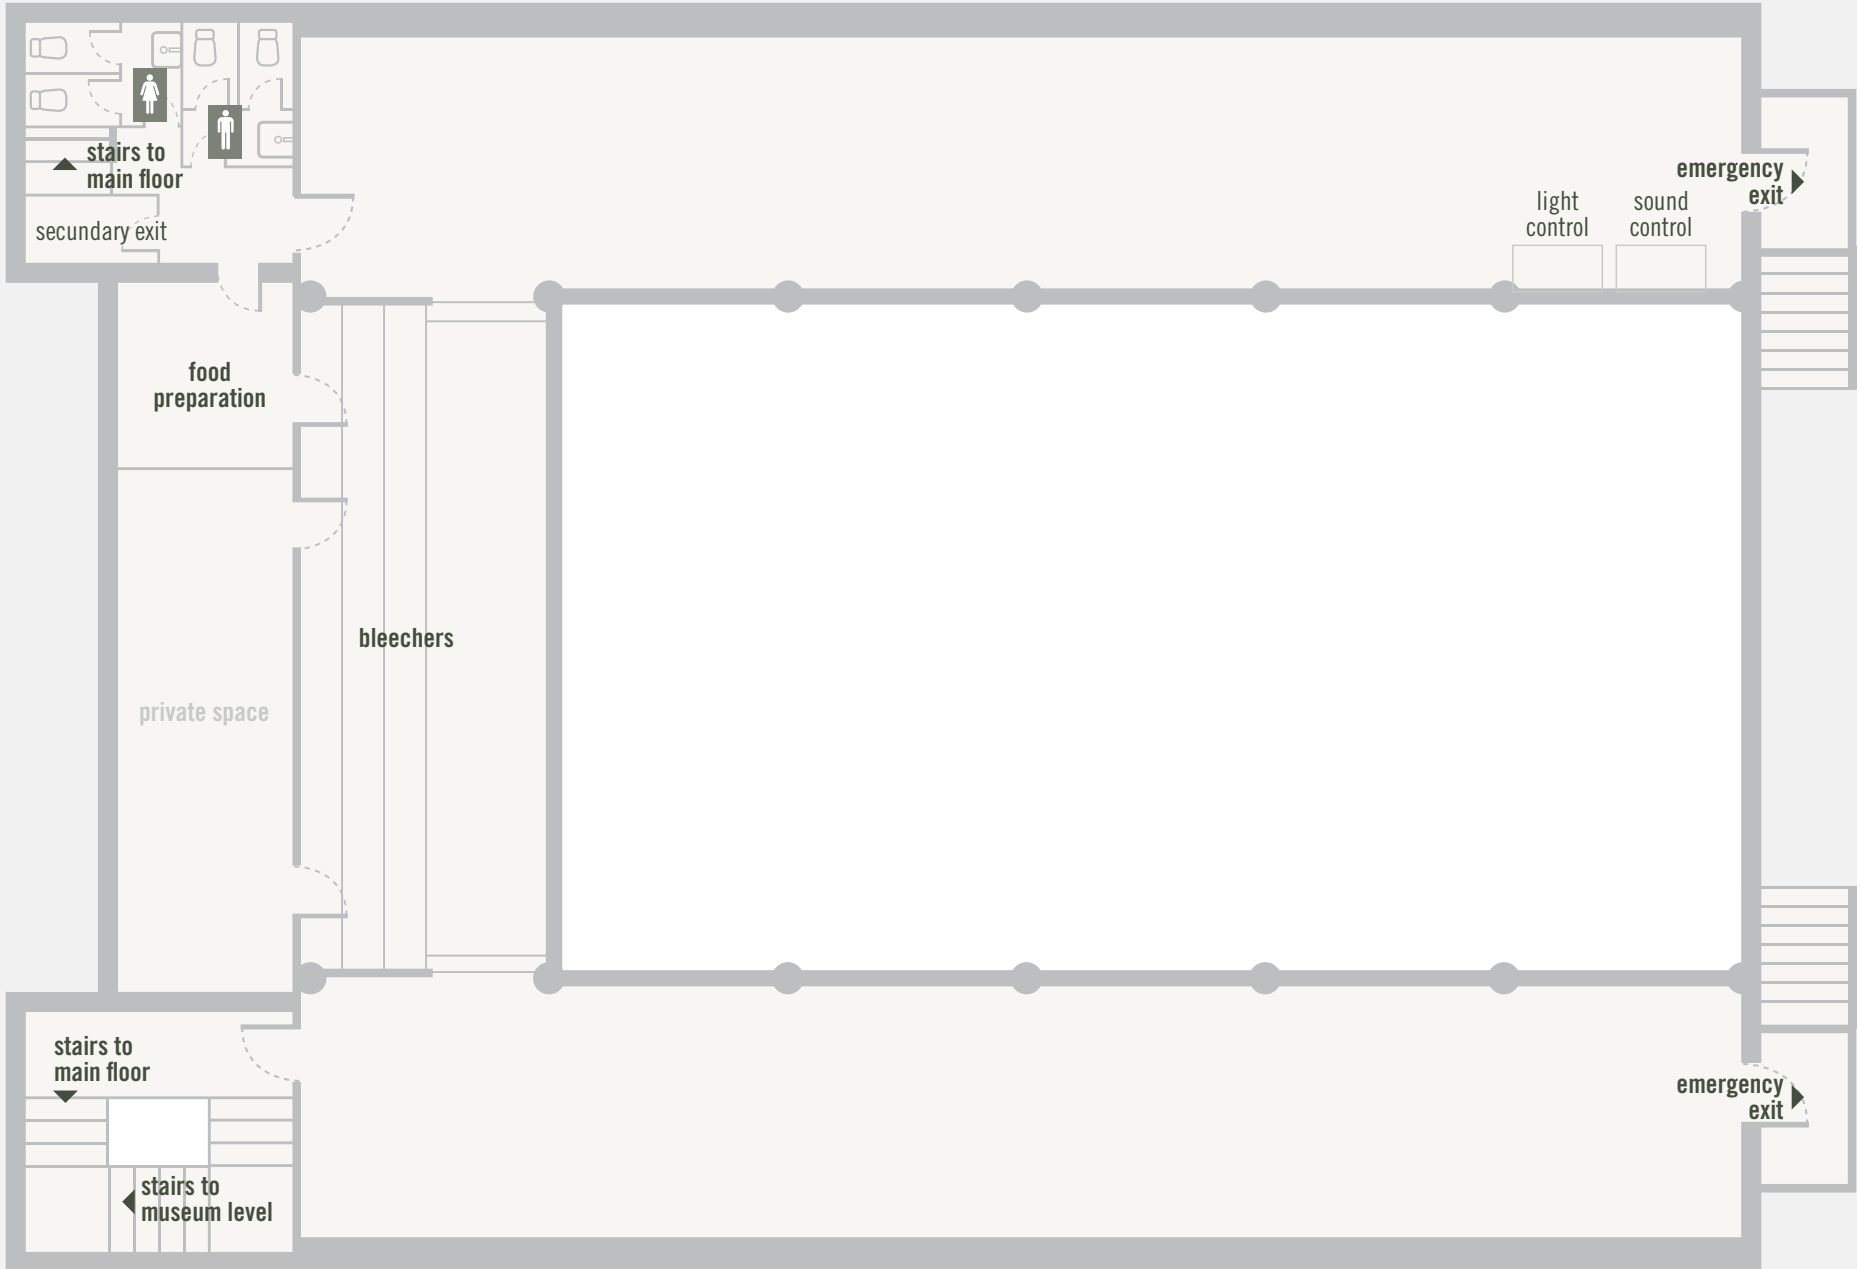 stairs to
main floor
secundary exit
emergency
exit
light
control
sound
control
food
preparation
bleechers
private space
stairs to
main floor
emergency
exit
stairs to
museum level